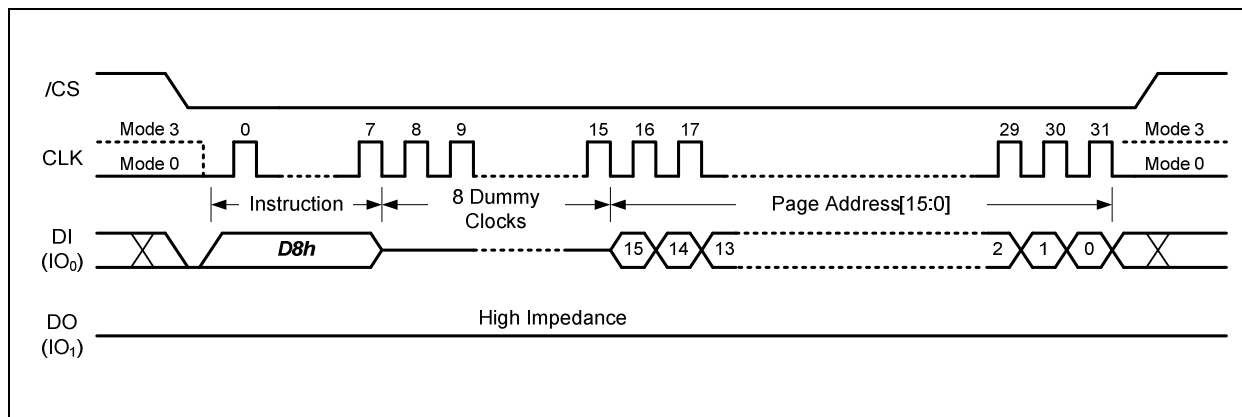 /CS
Mode 3 0 7 8 9 15 16 17 29 30 31 Mode 3
CLK
Mode 0 Mode 0
Instruction 8 Dummy Clocks Page Address[15:0]
DI (IO₀) D8h 15 14 13 2 1 0
High Impedance
DO (IO₁)